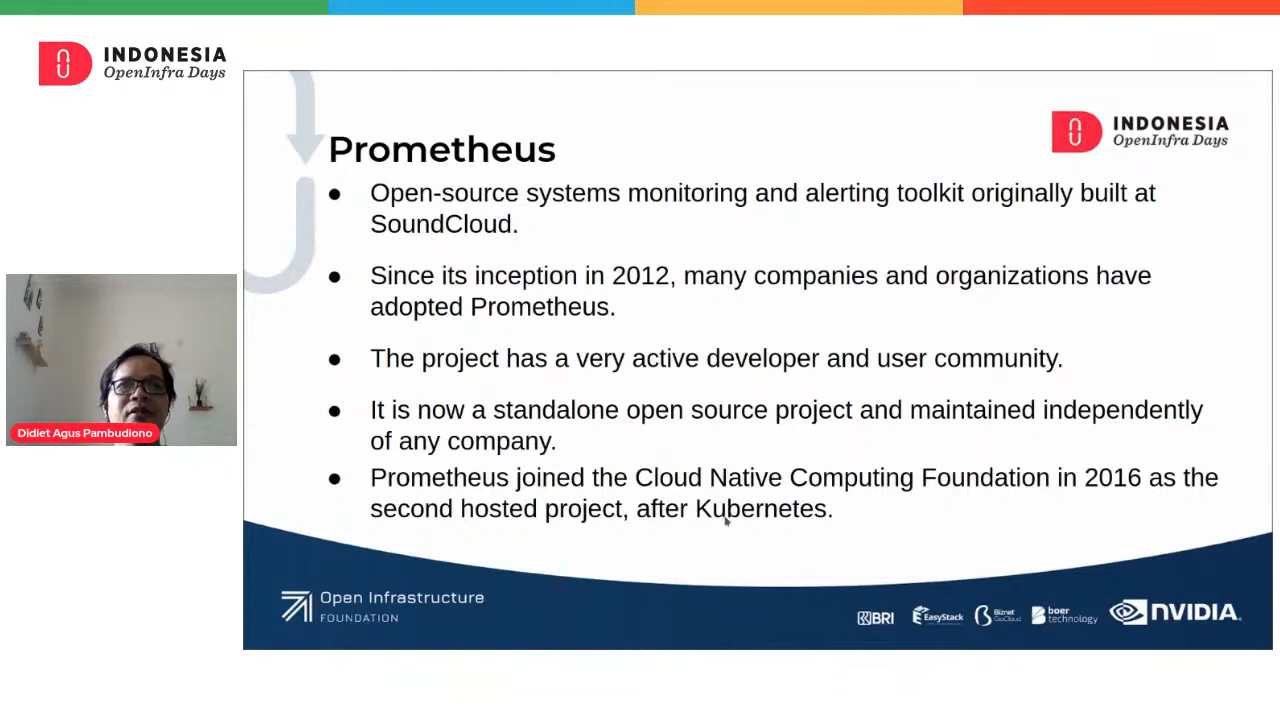 INDONESIA
OpenInfra Days
INDONESIA
OpenInfra Days
Prometheus
● Open-source systems monitoring and alerting toolkit originally built at
SoundCloud.
● Since its inception in 2012, many companies and organizations have
adopted Prometheus.
● The project has a very active developer and user community.
● It is now a standalone open source project and maintained independently
of any company.
● Prometheus joined the Cloud Native Computing Foundation in 2016 as the
second hosted project, after Kubernetes.
Didiet Agus Pambudiono
Open Infrastructure
FOUNDATION
BRI
EasyStack
Biznet
GioCloud
boer
technology
NVIDIA.